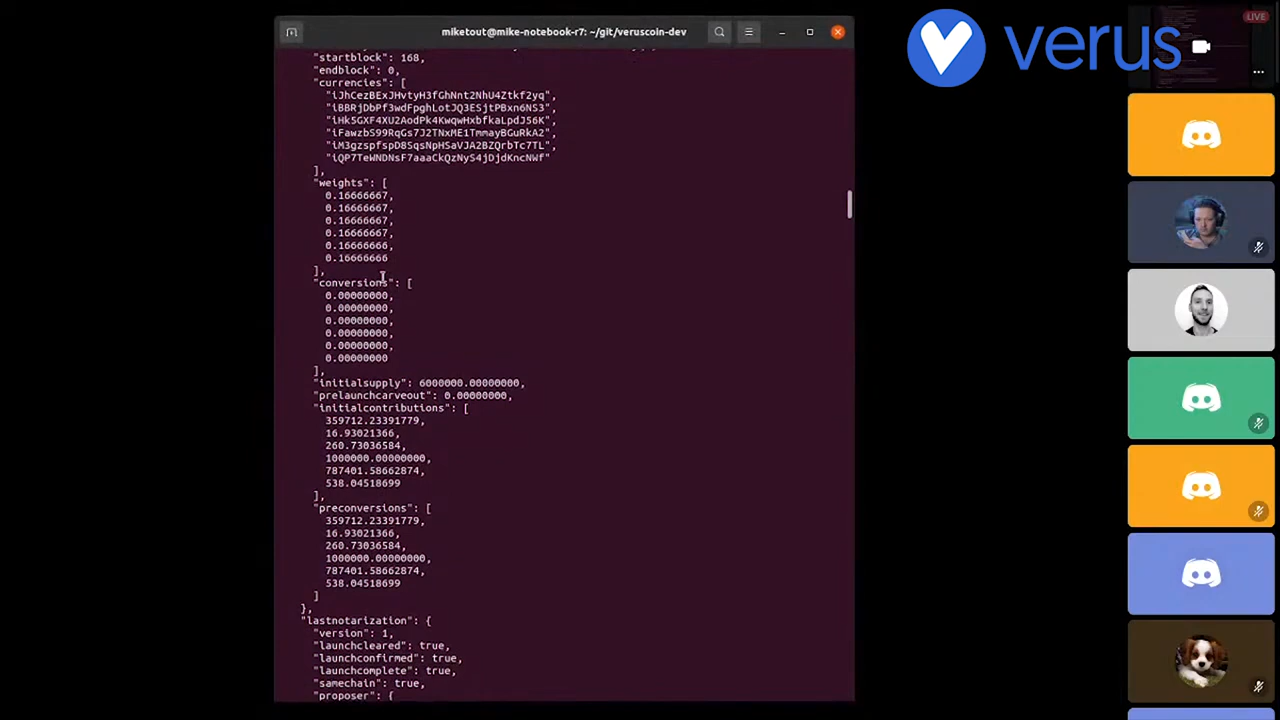 miketout@mike-notebook-r7: ~/git/veruscoin-dev
verus
LIVE
"startblock": 168,
"endblock": 0,
"currencies": [
"iJhCezBExJHvtyH3fGhNnt2NhU4Ztkf2yq",
"iBBRjDbPf3wdFpghLotJQ3ESjtPBxn6NS3",
"iHk5GXF4XU2AodPk4KwqwHxbfkaLpdJ56K",
"iFawzbS99RqGs7J2TNxME1TmmayBGuRkA2",
"iM3gzspfspD8SqsNpHSaVJA2BZQrbTc7TL",
"iQP7TeWNDNsF7aaaCkQzNyS4jDjdKncNWf"
],
"weights": [
0.16666667,
0.16666667,
0.16666667,
0.16666667,
0.16666666,
0.16666666
],
"conversions": [
0.00000000,
0.00000000,
0.00000000,
0.00000000,
0.00000000,
0.00000000
],
"initialsupply": 6000000.00000000,
"prelaunchcarveout": 0.00000000,
"initialcontributions": [
359712.23391779,
16.93021366,
260.73036584,
1000000.00000000,
787401.58662874,
538.04518699
],
"preconversions": [
359712.23391779,
16.93021366,
260.73036584,
1000000.00000000,
787401.58662874,
538.04518699
]
},
"lastnotarization": {
"version": 1,
"launchcleared": true,
"launchconfirmed": true,
"launchcomplete": true,
"samechain": true,
"proposer": {